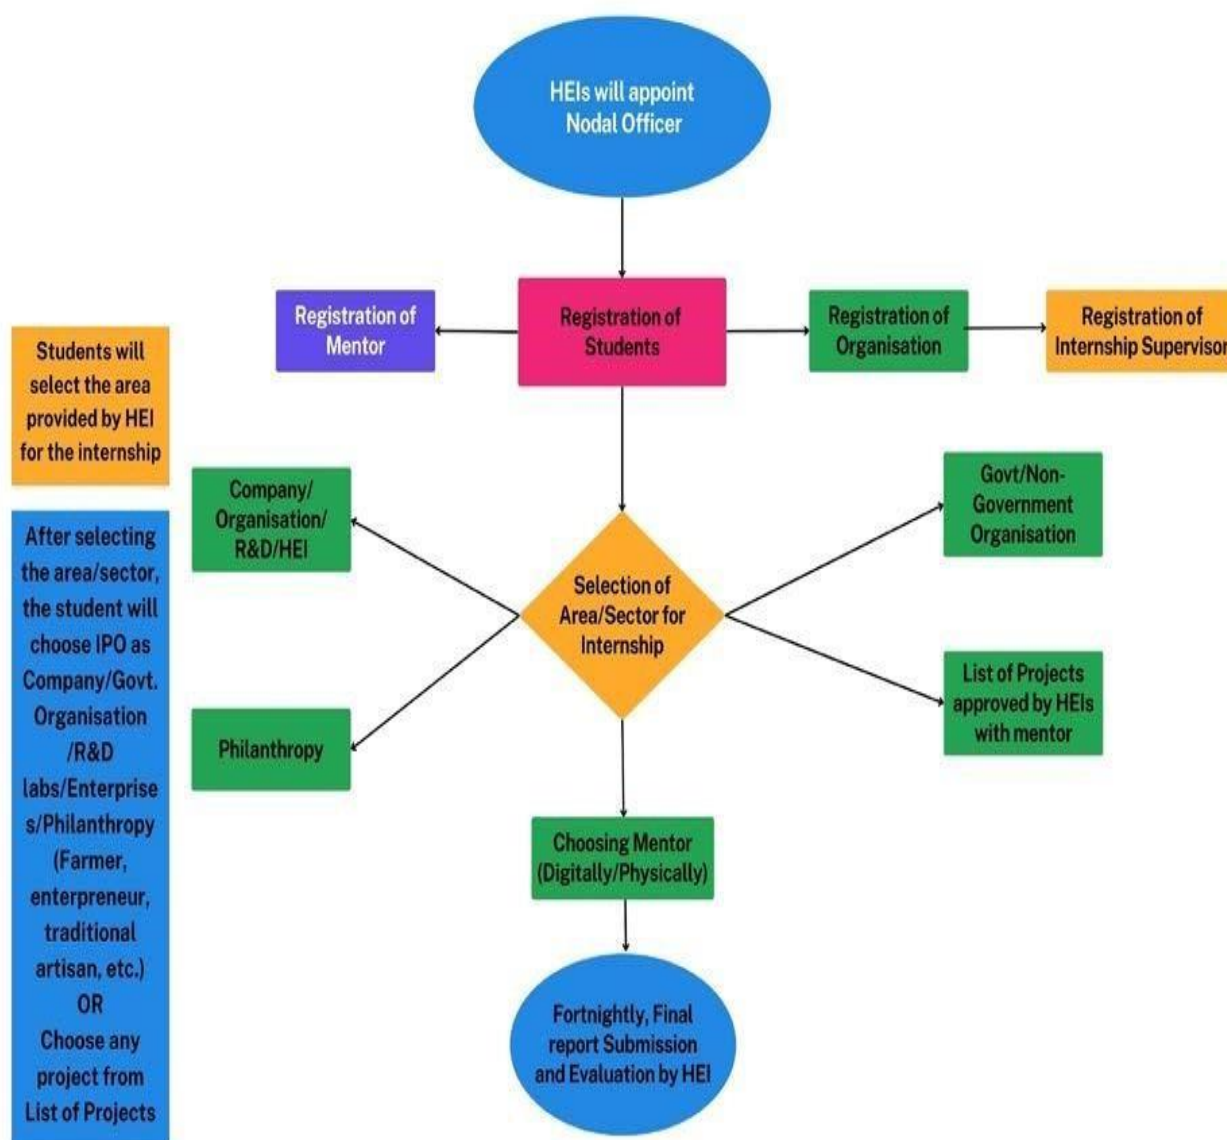 HEIs will appoint
Nodal Officer
Registration of
Mentor
Registration of
Students
Registration of
Organisation
Registration of
Internship Supervisor
Students will
select the area
provided by HEI
for the internship
After selecting
the area/sector,
the student will
choose IPO as
Company/Govt.
Organisation
/R&D
labs/Enterprise
s/Philanthropy
(Farmer,
enterpreneur,
traditional
artisan, etc.)
OR
Choose any
project from
List of Projects
Company/
Organisation/
R&D/HEI
Philanthropy
Selection of
Area/Sector for
Internship
Govt/Non-
Government
Organisation
List of Projects
approved by HEIs
with mentor
Choosing Mentor
(Digitally/Physically)
Fortnightly, Final
report Submission
and Evaluation by HEI